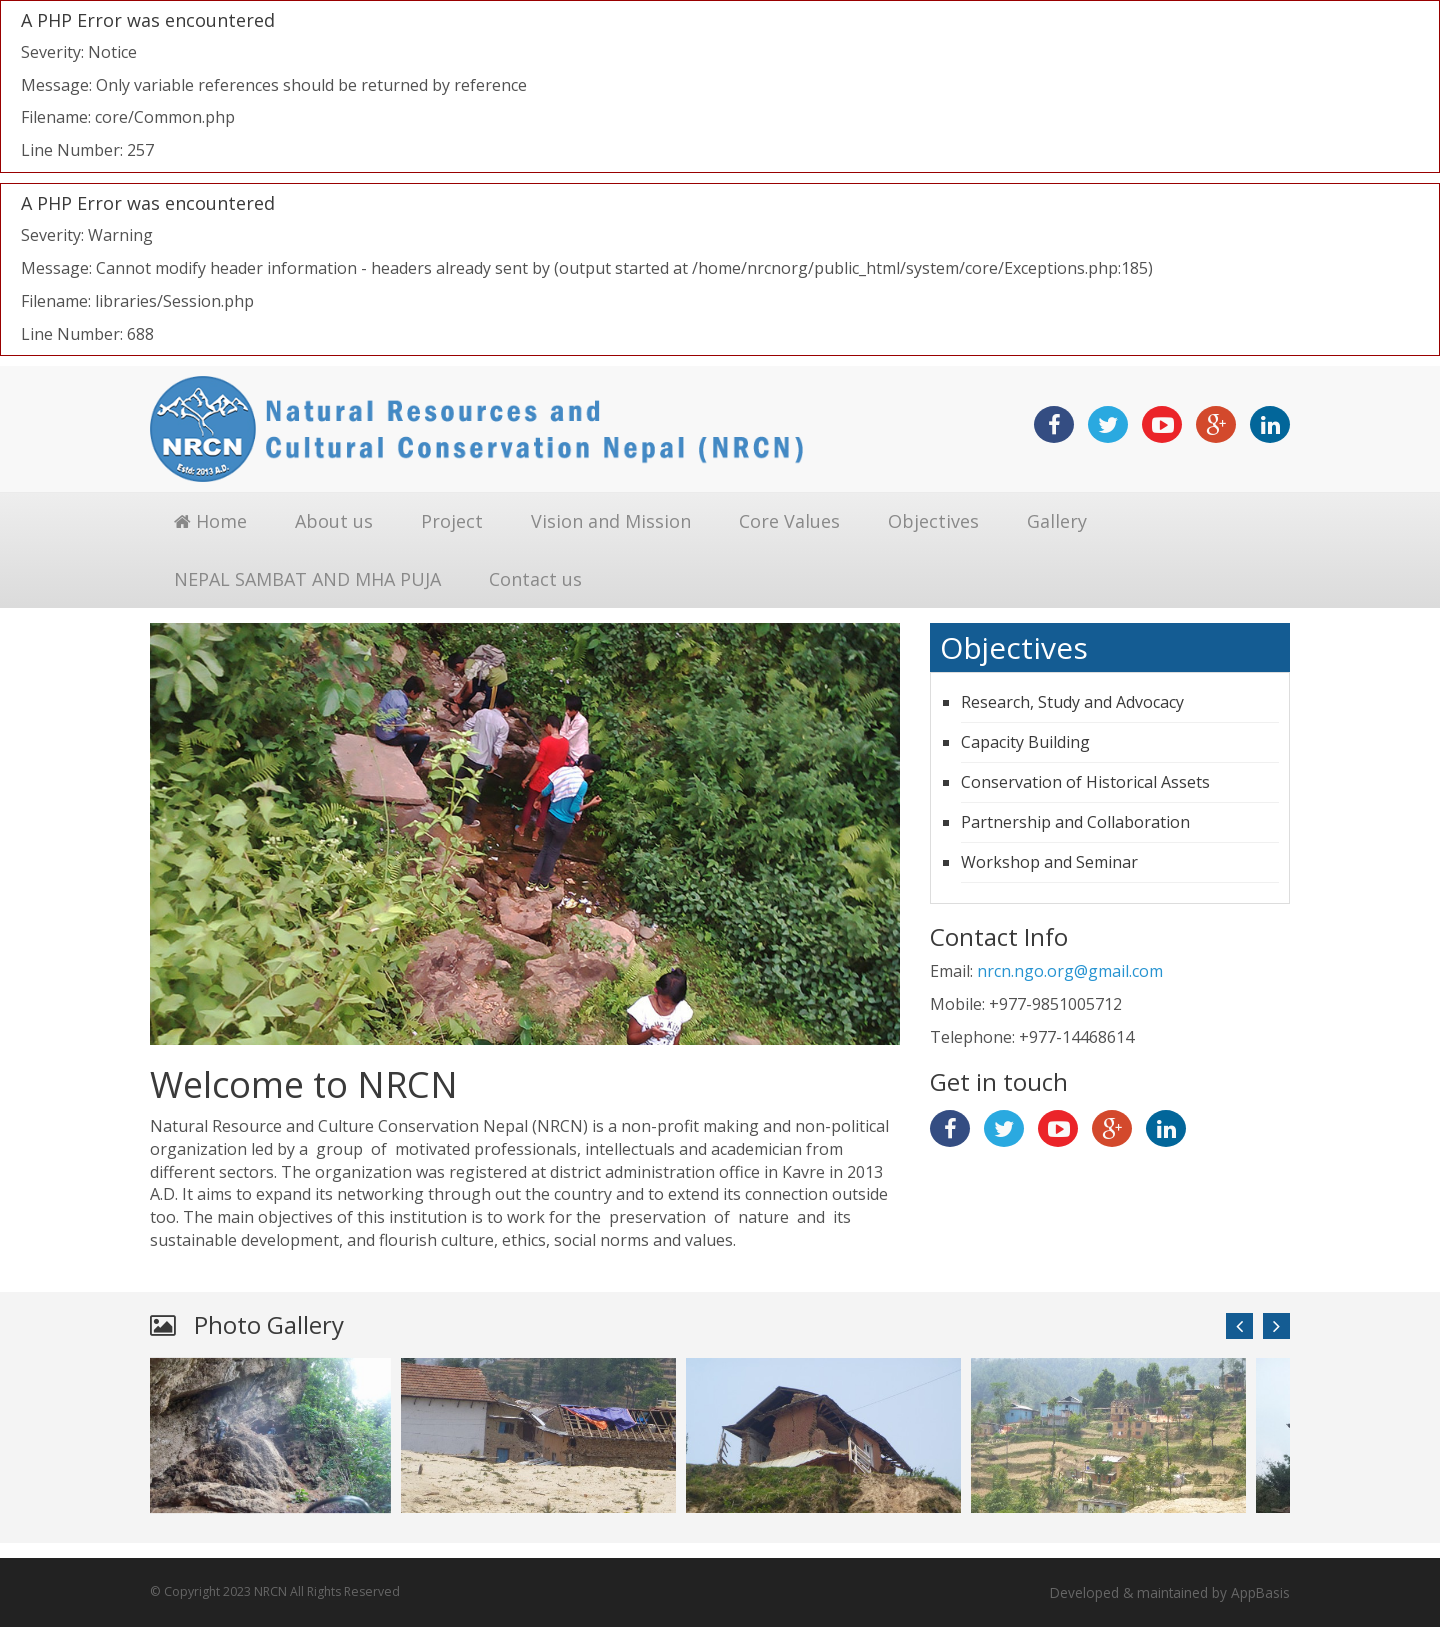 A PHP Error was encountered
Severity: Notice
Message: Only variable references should be returned by reference
Filename: core/Common.php
Line Number: 257
A PHP Error was encountered
Severity: Warning
Message: Cannot modify header information - headers already sent by (output started at /home/nrcnorg/public_html/system/core/Exceptions.php:185)
Filename: libraries/Session.php
Line Number: 688
NRCN
Estd: 2013 A.D.
Natural Resources and
Cultural Conservation Nepal (NRCN)
Home About us Project Vision and Mission Core Values Objectives Gallery
NEPAL SAMBAT AND MHA PUJA Contact us
Objectives
Research, Study and Advocacy
Capacity Building
Conservation of Historical Assets
Partnership and Collaboration
Workshop and Seminar
Contact Info
Email: nrcn.ngo.org@gmail.com
Mobile: +977-9851005712
Telephone: +977-14468614
Get in touch
Welcome to NRCN
Natural Resource and Culture Conservation Nepal (NRCN) is a non-profit making and non-political
organization led by a  group  of  motivated professionals, intellectuals and academician from
different sectors. The organization was registered at district administration office in Kavre in 2013
A.D. It aims to expand its networking through out the country and to extend its connection outside
too. The main objectives of this institution is to work for the  preservation  of  nature  and  its
sustainable development, and flourish culture, ethics, social norms and values.
Photo Gallery
© Copyright 2023 NRCN All Rights Reserved
Developed & maintained by AppBasis